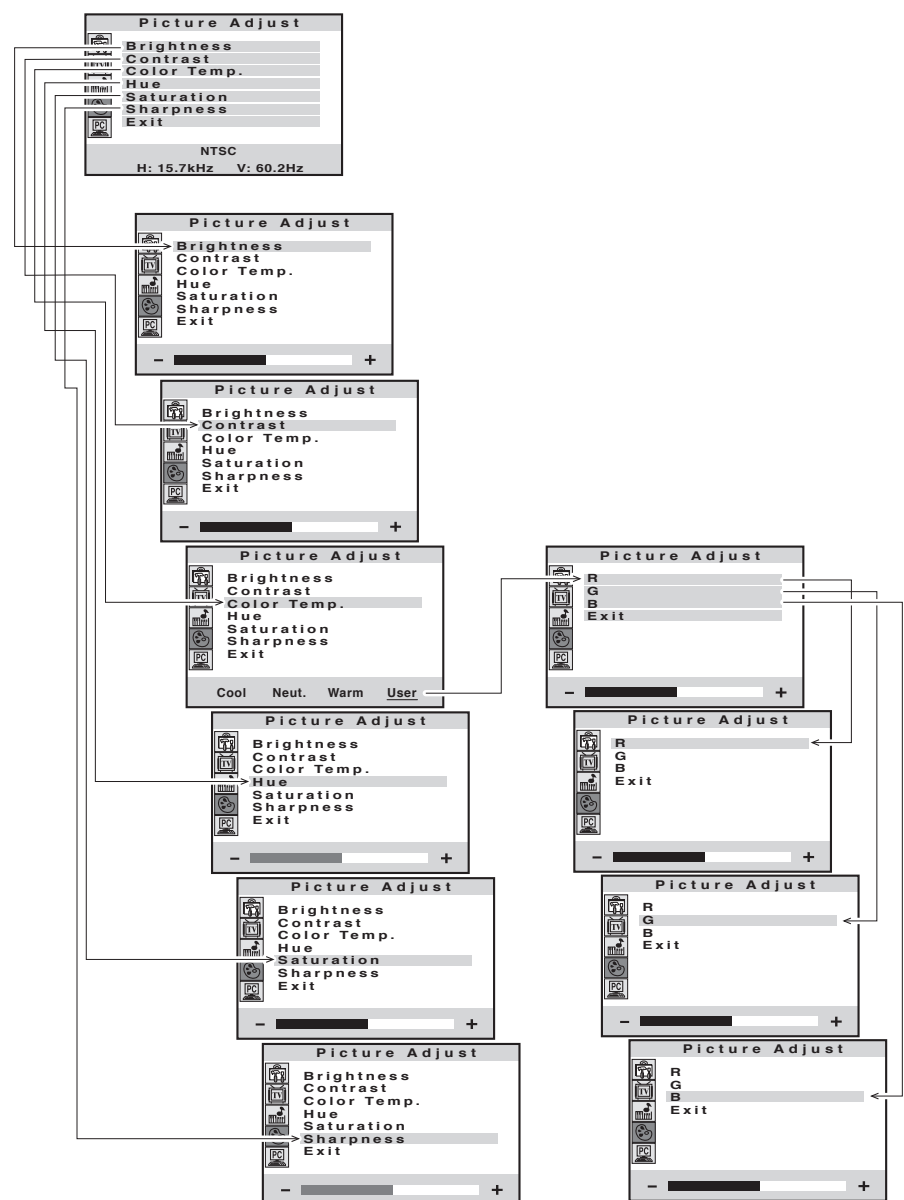 Picture Adjust
Brightness
Contrast
Color Temp.
Hue
Saturation
Sharpness
Exit
PC
NTSC
H: 15.7kHz V: 60.2Hz
Picture Adjust
Brightness
Contrast
Color Temp.
Hue
Saturation
Sharpness
Exit
TV
PC
- +
Picture Adjust
Brightness
Contrast
Color Temp.
Hue
Saturation
Sharpness
Exit
TV
PC
- +
Picture Adjust
Brightness
Contrast
Color Temp.
Hue
Saturation
Sharpness
Exit
TV
PC
Cool Neut. Warm User
Picture Adjust
R
G
B
Exit
TV
PC
- +
Picture Adjust
Brightness
Contrast
Color Temp.
Hue
Saturation
Sharpness
Exit
TV
PC
- +
Picture Adjust
R
G
B
Exit
TV
PC
- +
Picture Adjust
Brightness
Contrast
Color Temp.
Hue
Saturation
Sharpness
Exit
TV
PC
- +
Picture Adjust
R
G
B
Exit
TV
PC
- +
Picture Adjust
Brightness
Contrast
Color Temp.
Hue
Saturation
Sharpness
Exit
TV
PC
- +
Picture Adjust
R
G
B
Exit
TV
PC
- +